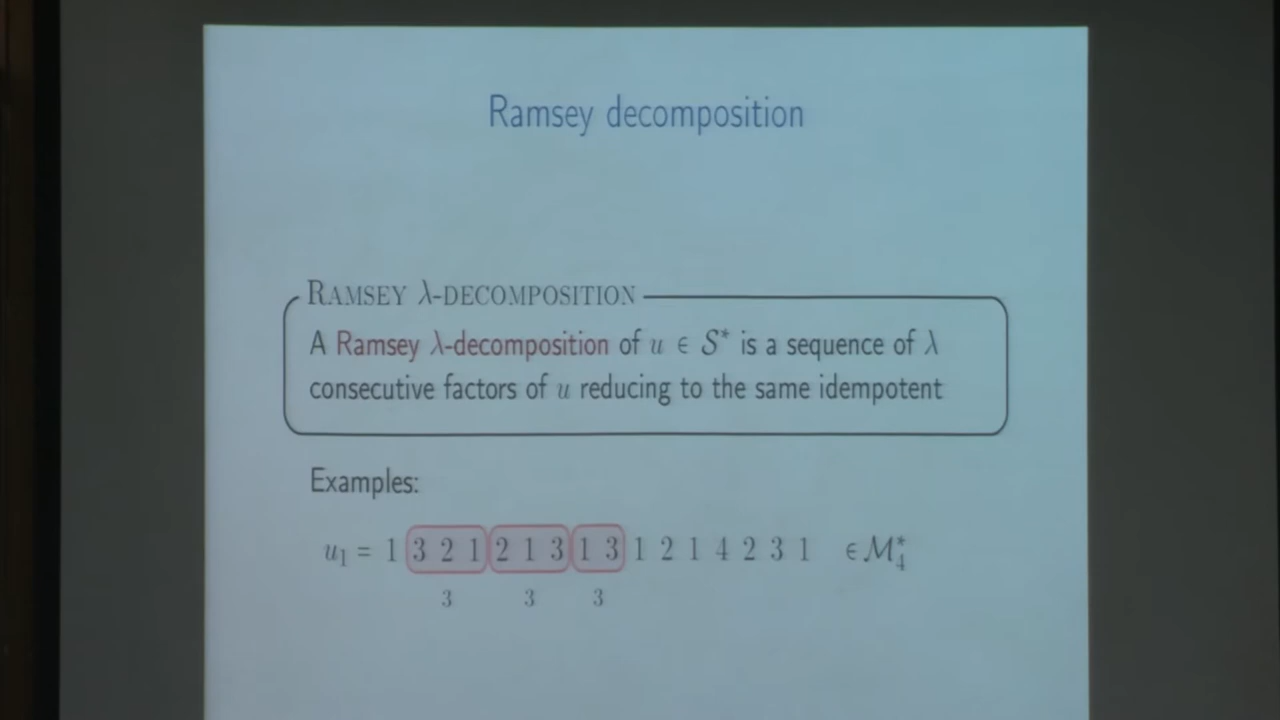 Ramsey decomposition
RAMSEY λ-DECOMPOSITION
A Ramsey λ-decomposition of u ∈ S* is a sequence of λ
consecutive factors of u reducing to the same idempotent
Examples:
u₁ = 1 3 2 1 2 1 3 1 3 1 2 1 4 2 3 1 ∈ M₄*
3 3 3